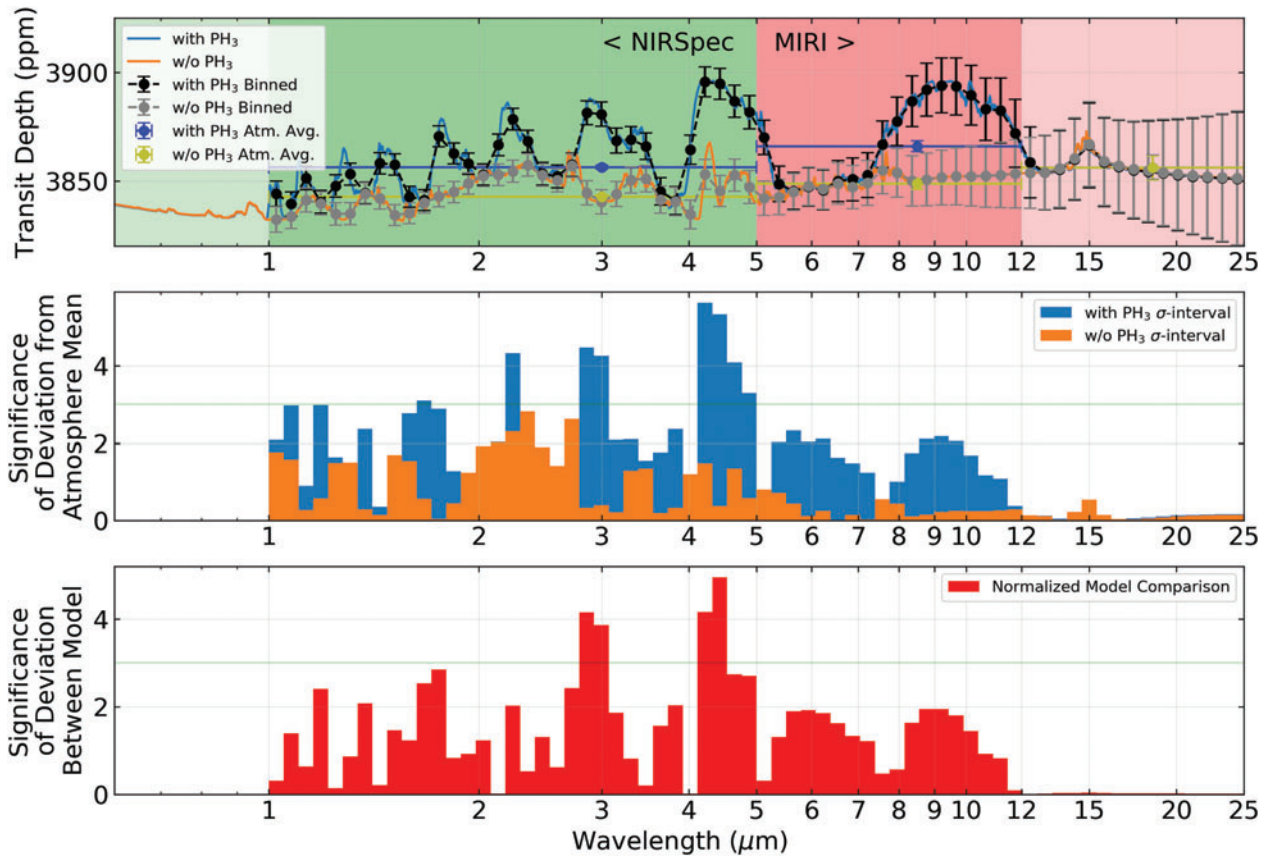 Transit Depth (ppm)
3900
3850
with PH₃
w/o PH₃
with PH₃ Binned
w/o PH₃ Binned
with PH₃ Atm. Avg.
w/o PH₃ Atm. Avg.
< NIRSpec
MIRI >
1 2 3 4 5 6 7 8 9 10 12 15 20 25
Significance
of Deviation from
Atmosphere Mean
4
2
0
with PH₃ σ-interval
w/o PH₃ σ-interval
1 2 3 4 5 6 7 8 9 10 12 15 20 25
Significance
of Deviation
Between Model
4
2
0
Normalized Model Comparison
1 2 3 4 5 6 7 8 9 10 12 15 20 25
Wavelength (μm)